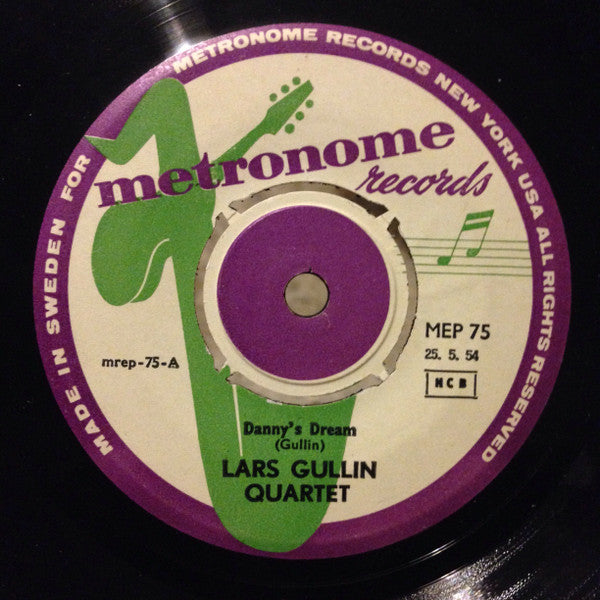 MADE IN SWEDEN FOR METRONOME RECORDS NEW YORK USA ALL RIGHTS RESERVED
metronome
records
MEP 75
25. 5. 54
NCB
mrep-75-A
Danny's Dream
(Gullin)
LARS GULLIN
QUARTET